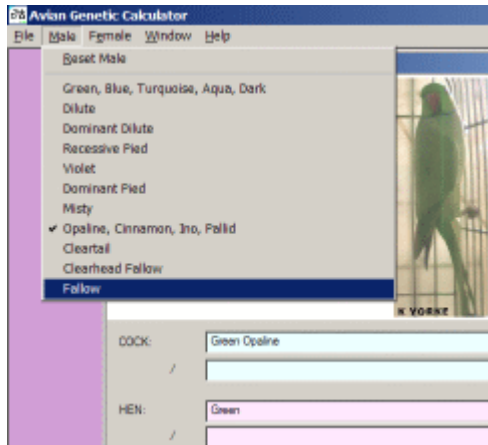 Avian Genetic Calculator
File Male Female Window Help
Reset Male
Green, Blue, Turquoise, Aqua, Dark
Dilute
Dominant Dilute
Recessive Pied
Violet
Dominant Pied
Misty
✔ Opaline, Cinnamon, Ino, Pallid
Cleartail
Clearhead Fallow
Fallow
K YORKE
COCK: Green Opaline
/
HEN: Green
/